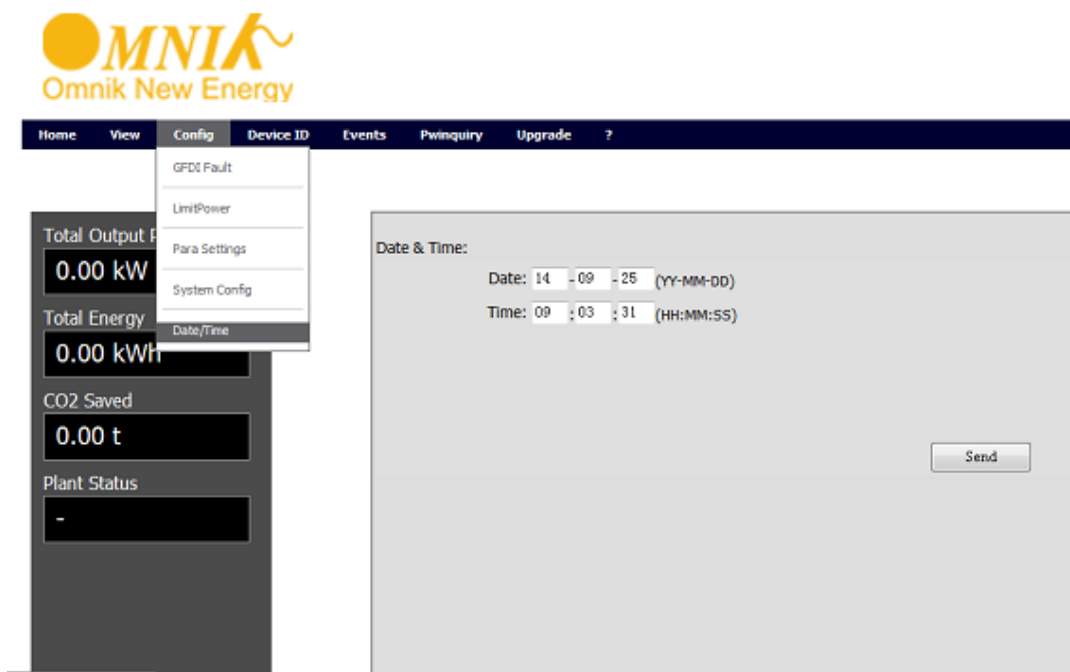 OMNIK
Omnik New Energy
Home View Config Device ID Events Pwinquiry Upgrade ?
GFDI Fault
LimitPower
Para Settings
System Config
Date/Time
Total Output
0.00 kW
Total Energy
0.00 kWh
CO2 Saved
0.00 t
Plant Status
-
Date & Time:
Date: 14 - 09 - 25 (YY-MM-DD)
Time: 09 : 03 : 31 (HH:MM:SS)
Send